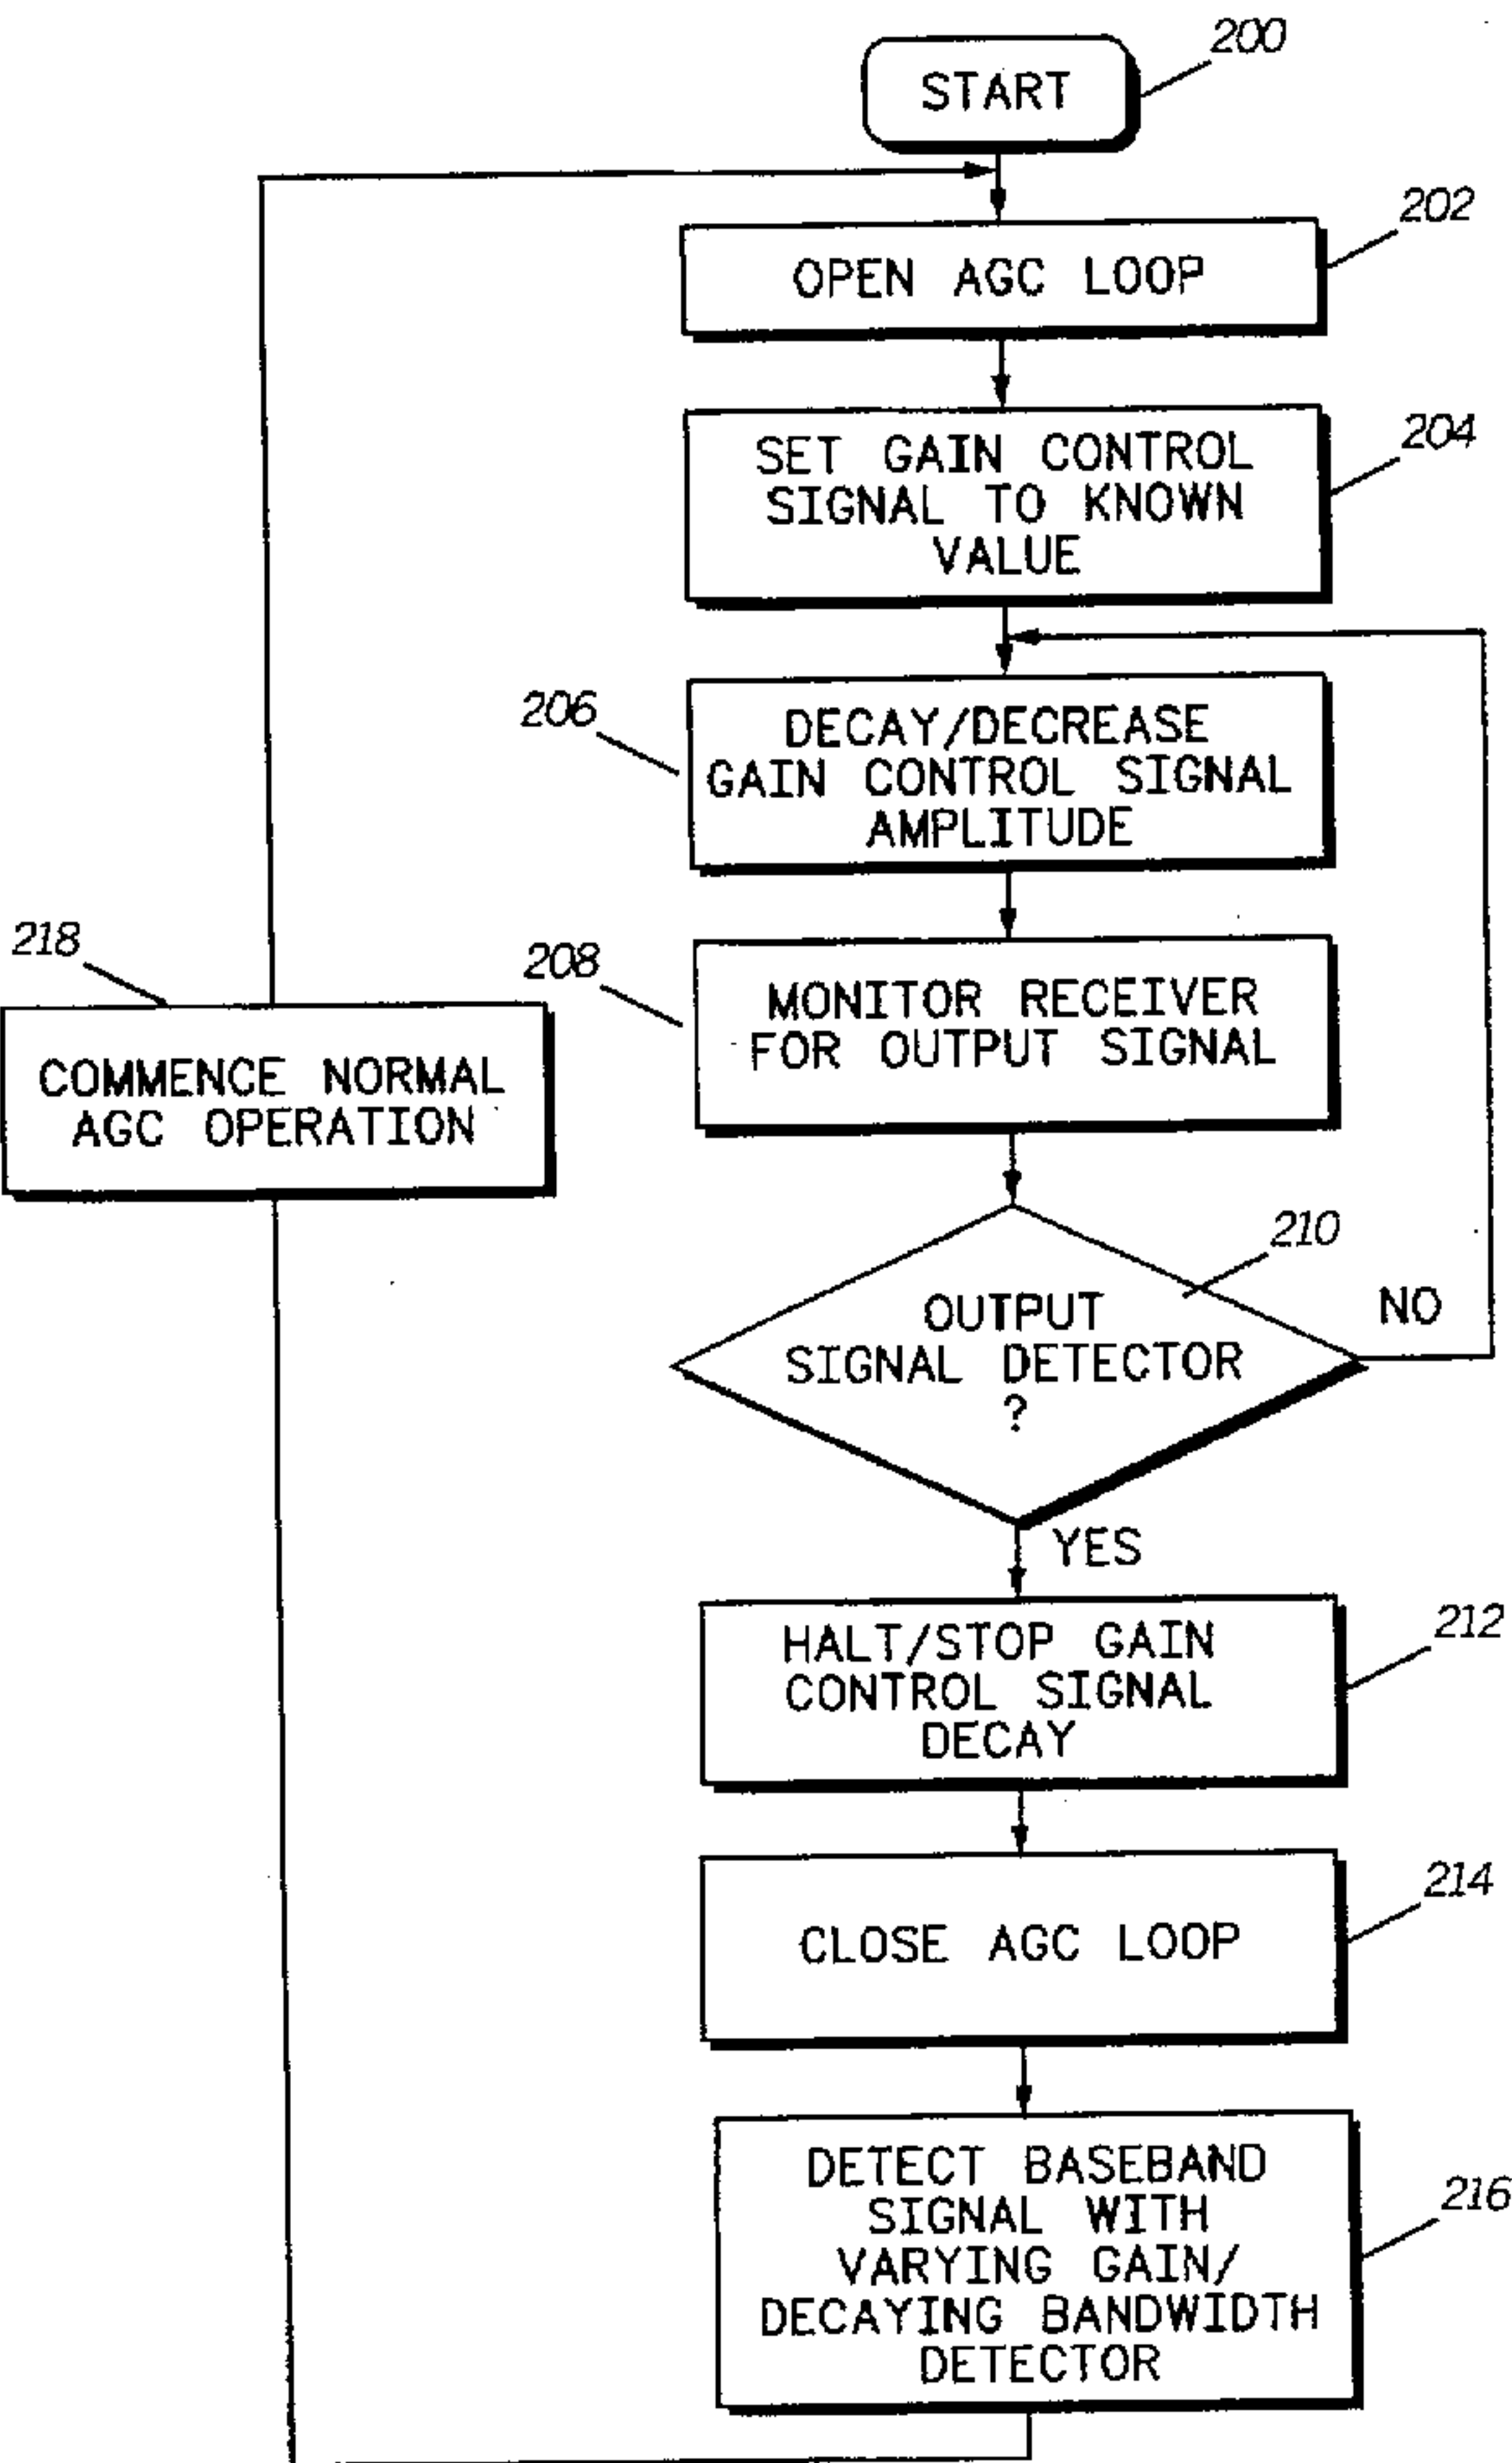 200
START
202
OPEN AGC LOOP
204
SET GAIN CONTROL
SIGNAL TO KNOWN
VALUE
206
DECAY/DECREASE
GAIN CONTROL SIGNAL
AMPLITUDE
218
208
MONITOR RECEIVER
FOR OUTPUT SIGNAL
COMMENCE NORMAL
AGC OPERATION
210
OUTPUT
SIGNAL DETECTOR
?
NO
YES
212
HALT/STOP GAIN
CONTROL SIGNAL
DECAY
214
CLOSE AGC LOOP
216
DETECT BASEBAND
SIGNAL WITH
VARYING GAIN/
DECAYING BANDWIDTH
DETECTOR